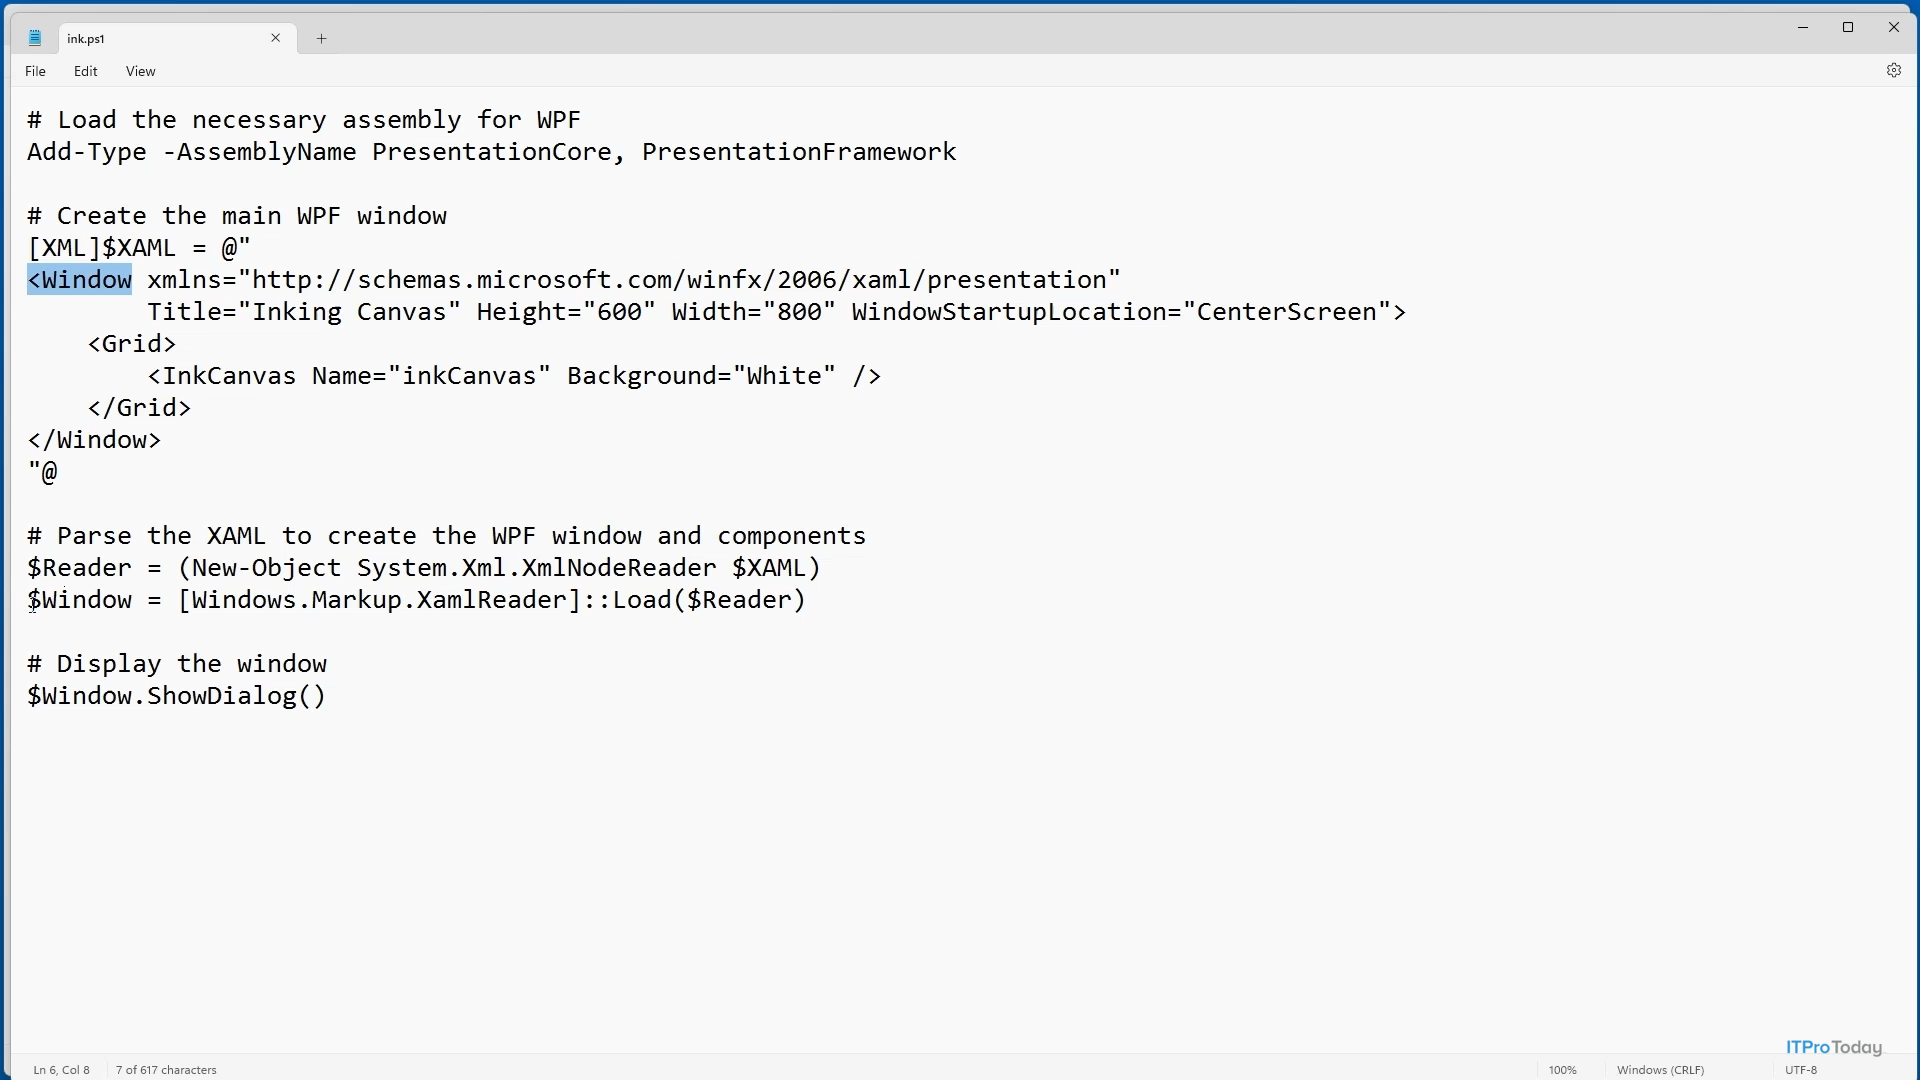 ink.ps1
File Edit View
# Load the necessary assembly for WPF
Add-Type -AssemblyName PresentationCore, PresentationFramework
# Create the main WPF window
[XML]$XAML = @"
<Window xmlns="http://schemas.microsoft.com/winfx/2006/xaml/presentation"
        Title="Inking Canvas" Height="600" Width="800" WindowStartupLocation="CenterScreen">
    <Grid>
        <InkCanvas Name="inkCanvas" Background="White" />
    </Grid>
</Window>
"@
# Parse the XAML to create the WPF window and components
$Reader = (New-Object System.Xml.XmlNodeReader $XAML)
$Window = [Windows.Markup.XamlReader]::Load($Reader)
# Display the window
$Window.ShowDialog()
ITProToday
Ln 6, Col 8 7 of 617 characters 100% Windows (CRLF) UTF-8